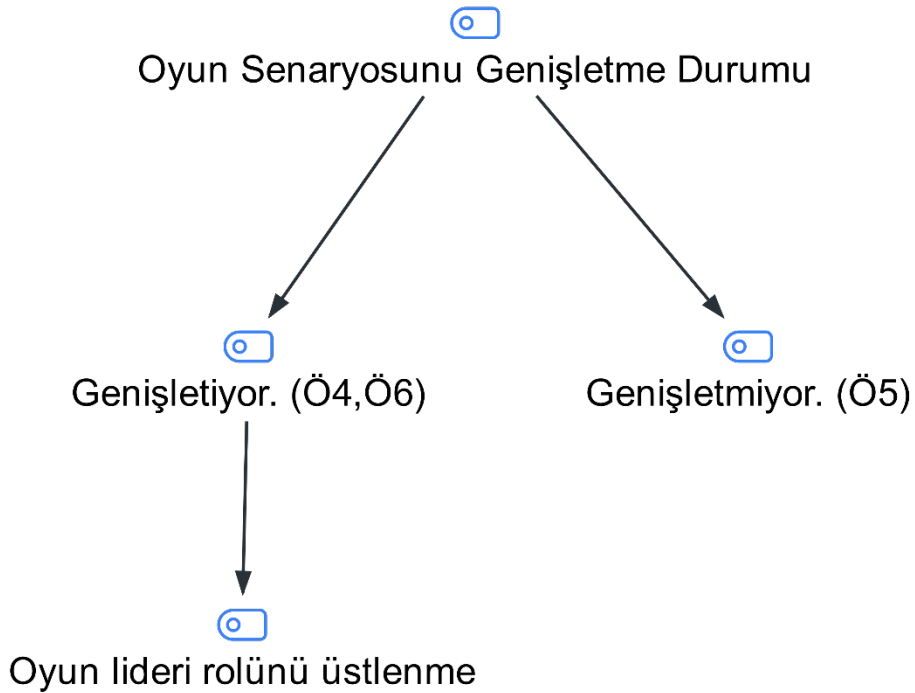 Oyun Senaryosunu Genişletme Durumu
Genişletiyor. (Ö4,Ö6)
Genişletmiyor. (Ö5)
Oyun lideri rolünü üstlenme